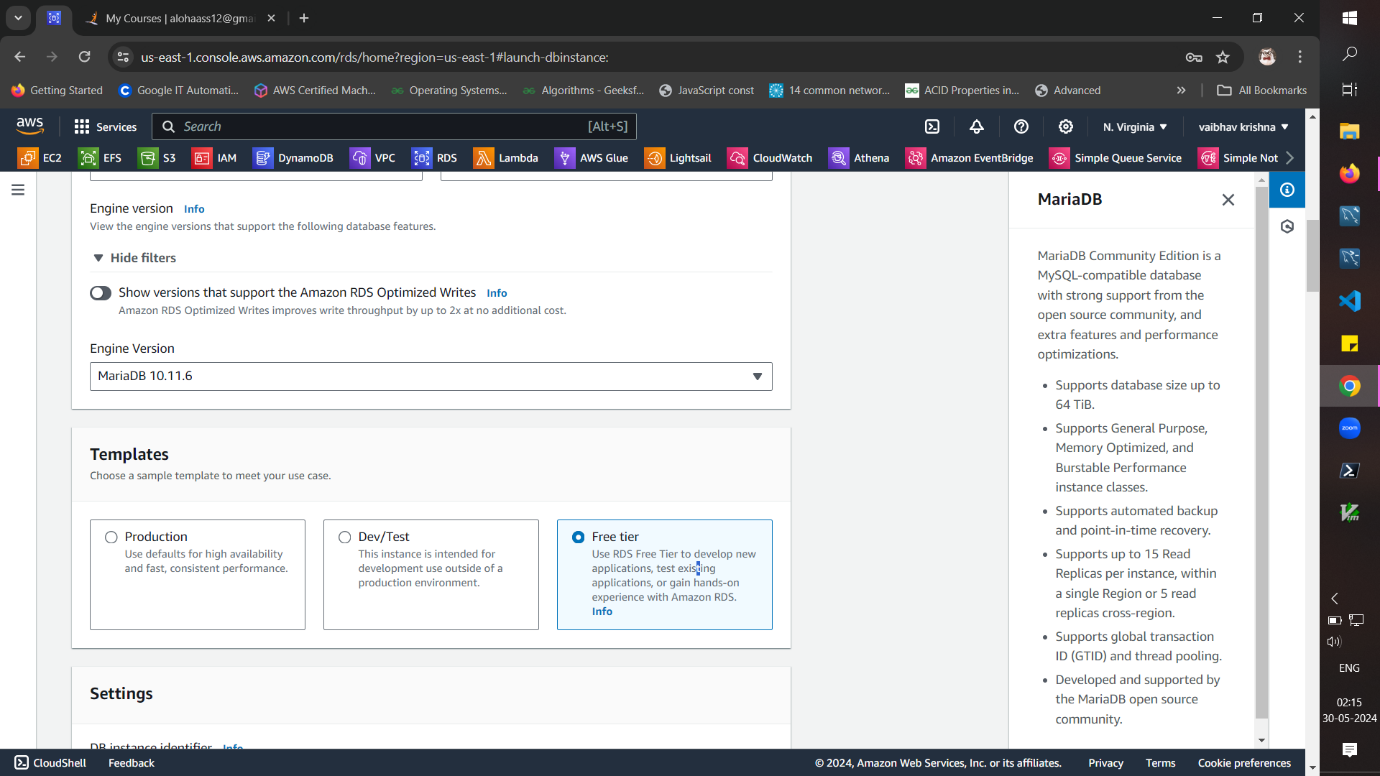 My Courses | alohaass12@gma
us-east-1.console.aws.amazon.com/rds/home?region=us-east-1#launch-dbinstance:
Getting Started
Google IT Automati...
AWS Certified Mach...
Operating Systems...
Algorithms - Geeksf...
JavaScript const
14 common networ...
ACID Properties in...
Advanced
»
All Bookmarks
aws
Services
Search
[Alt+S]
N. Virginia
vaibhav krishna
EC2
EFS
S3
IAM
DynamoDB
VPC
RDS
Lambda
AWS Glue
Lightsail
CloudWatch
Athena
Amazon EventBridge
Simple Queue Service
Simple Not
Engine version Info
View the engine versions that support the following database features.
Hide filters
Show versions that support the Amazon RDS Optimized Writes Info
Amazon RDS Optimized Writes improves write throughput by up to 2x at no additional cost.
Engine Version
MariaDB 10.11.6
Templates
Choose a sample template to meet your use case.
Production
Use defaults for high availability
and fast, consistent performance.
Dev/Test
This instance is intended for
development use outside of a
production environment.
Free tier
Use RDS Free Tier to develop new
applications, test existing
applications, or gain hands-on
experience with Amazon RDS.
Info
Settings
DB instance identifier Info
MariaDB
MariaDB Community Edition is a
MySQL-compatible database
with strong support from the
open source community, and
extra features and performance
optimizations.
• Supports database size up to
64 TiB.
• Supports General Purpose,
Memory Optimized, and
Burstable Performance
instance classes.
• Supports automated backup
and point-in-time recovery.
• Supports up to 15 Read
Replicas per instance, within
a single Region or 5 read
replicas cross-region.
• Supports global transaction
ID (GTID) and thread pooling.
• Developed and supported by
the MariaDB open source
community.
CloudShell
Feedback
© 2024, Amazon Web Services, Inc. or its affiliates.
Privacy
Terms
Cookie preferences
zoom
ENG
02:15
30-05-2024